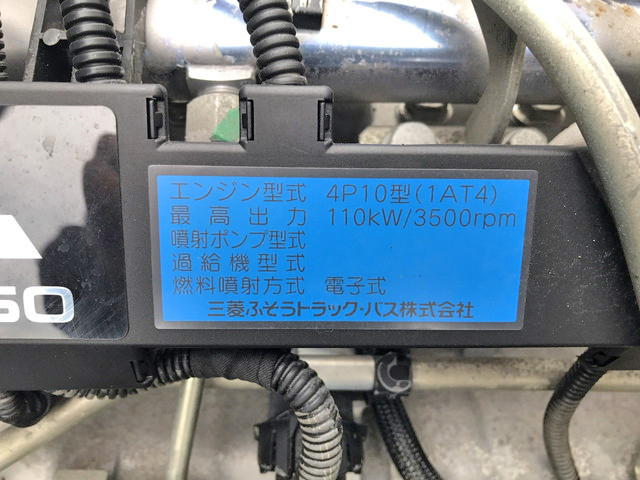 エンジン型式 4P10型(1AT4)
最高出力 110kW/3500rpm
噴射ポンプ型式
過給機型式
燃料噴射方式 電子式
三菱ふそうトラック・バス株式会社